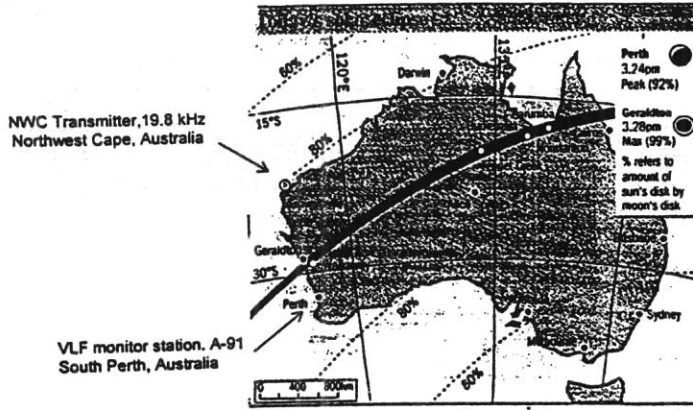 60%
120°E
Darwin
Perth
3.24pm
Peak (92%)
NWC Transmitter,19.8 kHz
Northwest Cape, Australia
15°S
80%
Geraldton
3.28pm
Max (99%)
% refers to
amount of
sun's disk by
moon's disk
Geraldton
30°S
Perth
80%
Sydney
VLF monitor station. A-91
South Perth, Australia
60%
0 400 800km